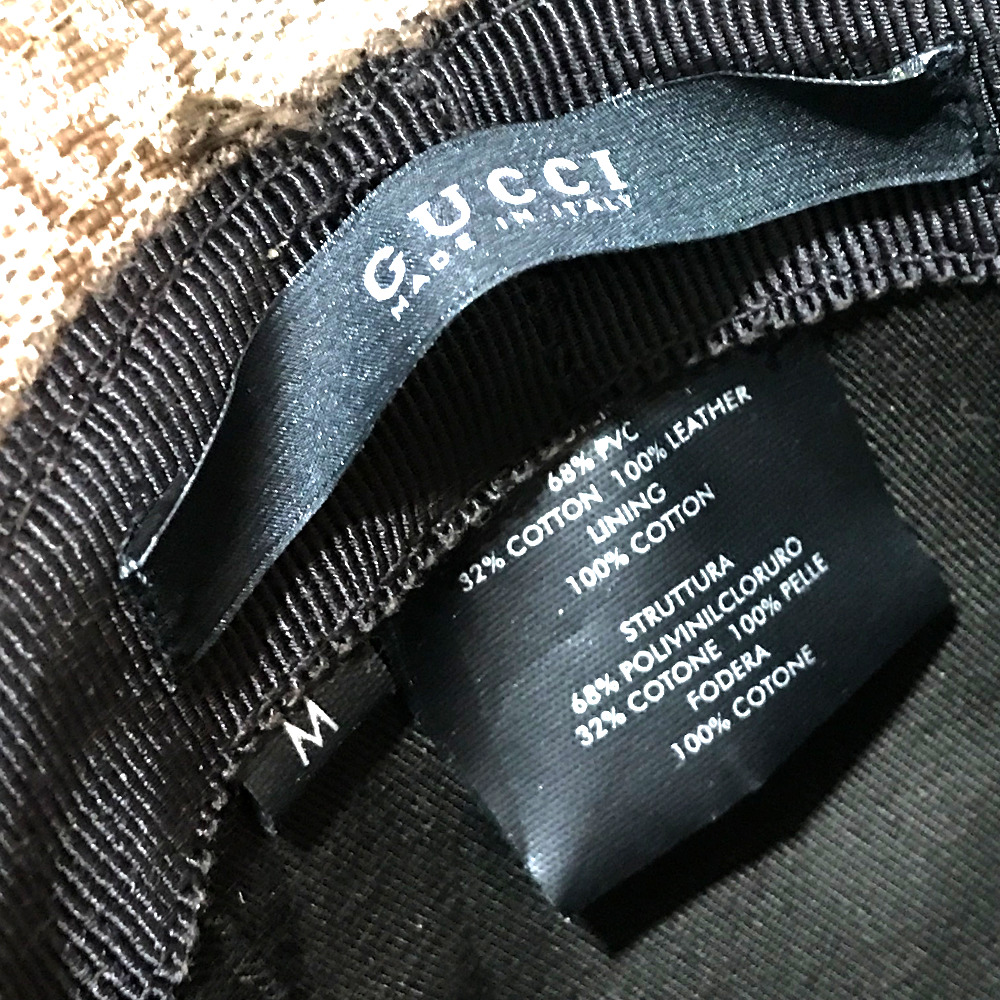 GUCCI
MADE IN ITALY
68% PVC
32% COTTON 100% LEATHER
LINING
100% COTTON
STRUTTURA
68% POLIVINILCLORURO
32% COTONE 100% PELLE
FODERA
100% COTONE
M